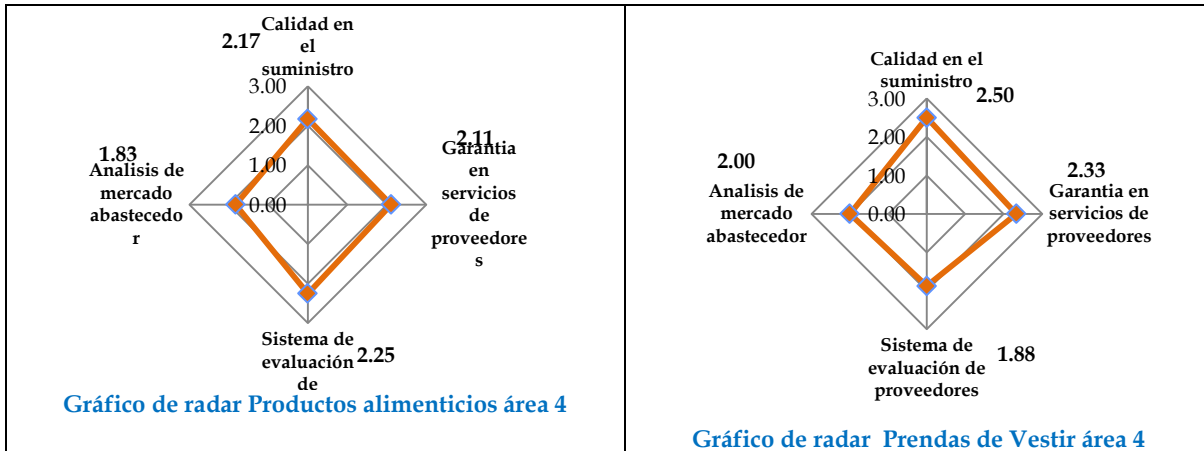 Calidad en
el
suministro
2.17
3.00
2.00
1.00
0.00
2.11
Garantia
en
servicios
de
proveedore
s
1.83
Analisis de
mercado
abastecedo
r
Sistema de
evaluación
de
2.25
Gráfico de radar Productos alimenticios área 4
Calidad en el
suministro
2.50
3.00
2.00
1.00
0.00
2.33
Garantia en
servicios de
proveedores
2.00
Analisis de
mercado
abastecedor
Sistema de
evaluación de
proveedores
1.88
Gráfico de radar Prendas de Vestir área 4